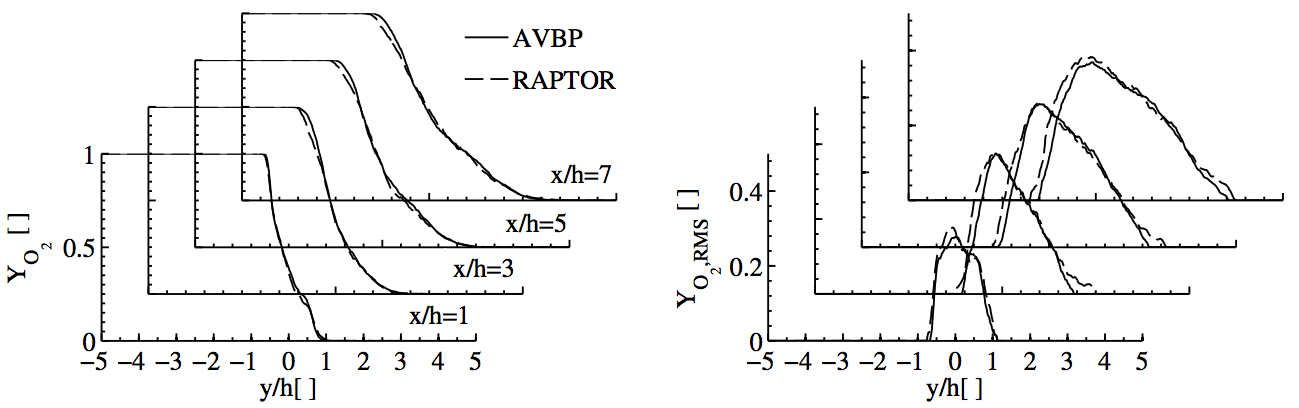 AVBP
RAPTOR
x/h=7
x/h=5
x/h=3
x/h=1
Y_O2 [ ]
1
0.5
0
−5 −4 −3 −2 −1 0 1 2 3 4 5
y/h[ ]
Y_O2,RMS [ ]
0.4
0.2
0
−5 −4 −3 −2 −1 0 1 2 3 4 5
y/h[ ]